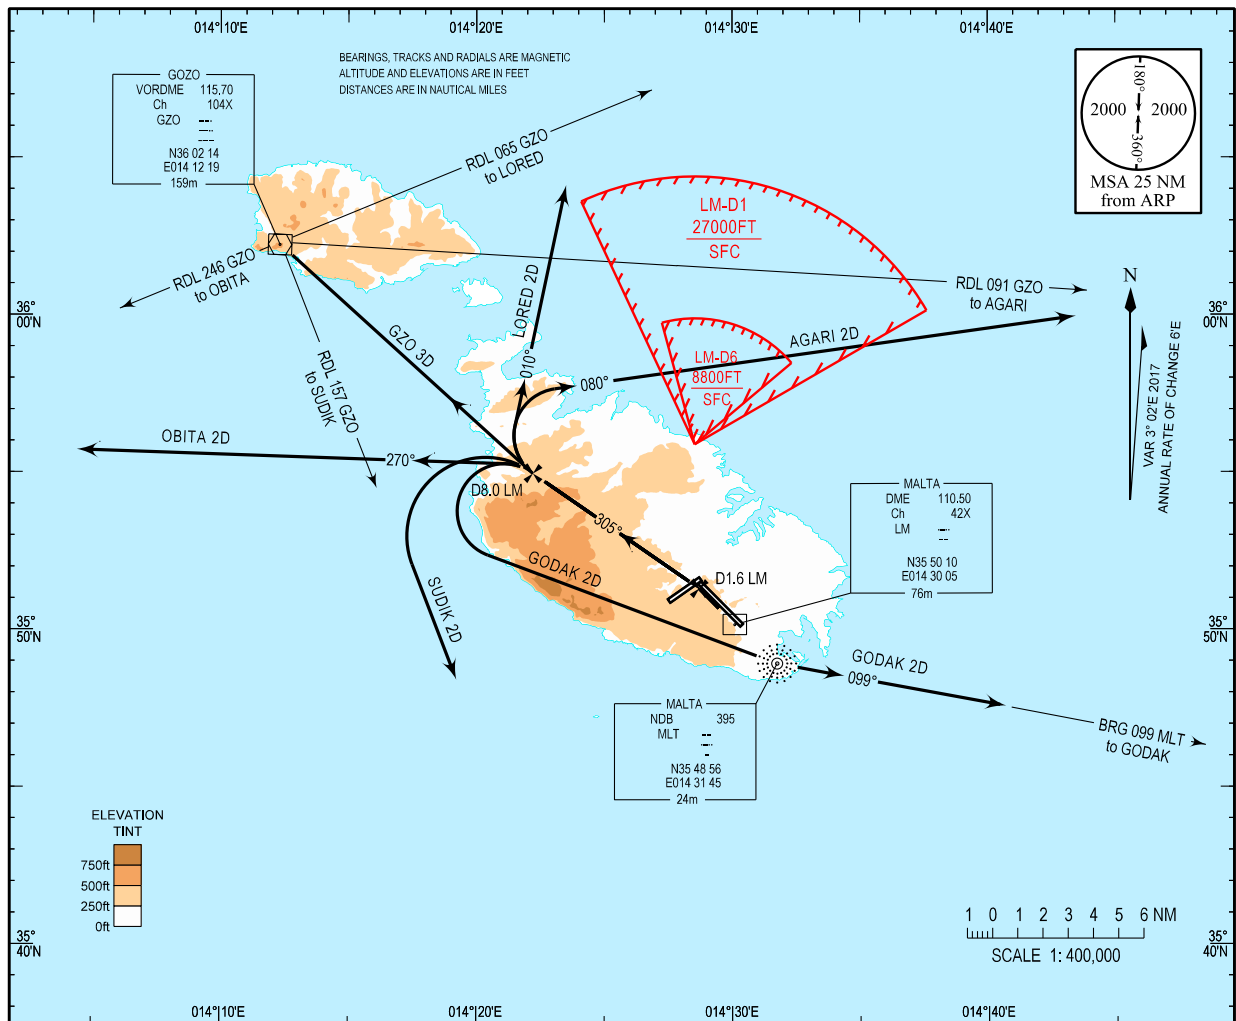 014°10'E
014°20'E
014°30'E
014°40'E
BEARINGS, TRACKS AND RADIALS ARE MAGNETIC
ALTITUDE AND ELEVATIONS ARE IN FEET
DISTANCES ARE IN NAUTICAL MILES
GOZO
VORDME 115.70
Ch 104X
GZO
N36 02 14
E014 12 19
159m
180°
2000 2000
360°
MSA 25 NM
from ARP
RDL 065 GZO
to LORED
LM-D1
27000FT
SFC
RDL 246 GZO
to OBITA
RDL 091 GZO
to AGARI
N
36°
00'N
36°
00'N
LORED 2D
010°
GZO 3D
AGARI 2D
080°
LM-D6
8800FT
SFC
RDL 157 GZO
to SUDIK
VAR 3° 02'E 2017
ANNUAL RATE OF CHANGE 6'E
OBITA 2D
270°
D8.0 LM
305°
MALTA
DME 110.50
Ch 42X
LM
N35 50 10
E014 30 05
76m
GODAK 2D
D1.6 LM
SUDIK 2D
35°
50'N
35°
50'N
GODAK 2D
099°
MALTA
NDB 395
MLT
N35 48 56
E014 31 45
24m
BRG 099 MLT
to GODAK
ELEVATION
TINT
750ft
500ft
250ft
0ft
1 0 1 2 3 4 5 6 NM
SCALE 1: 400,000
35°
40'N
35°
40'N
014°10'E
014°20'E
014°30'E
014°40'E